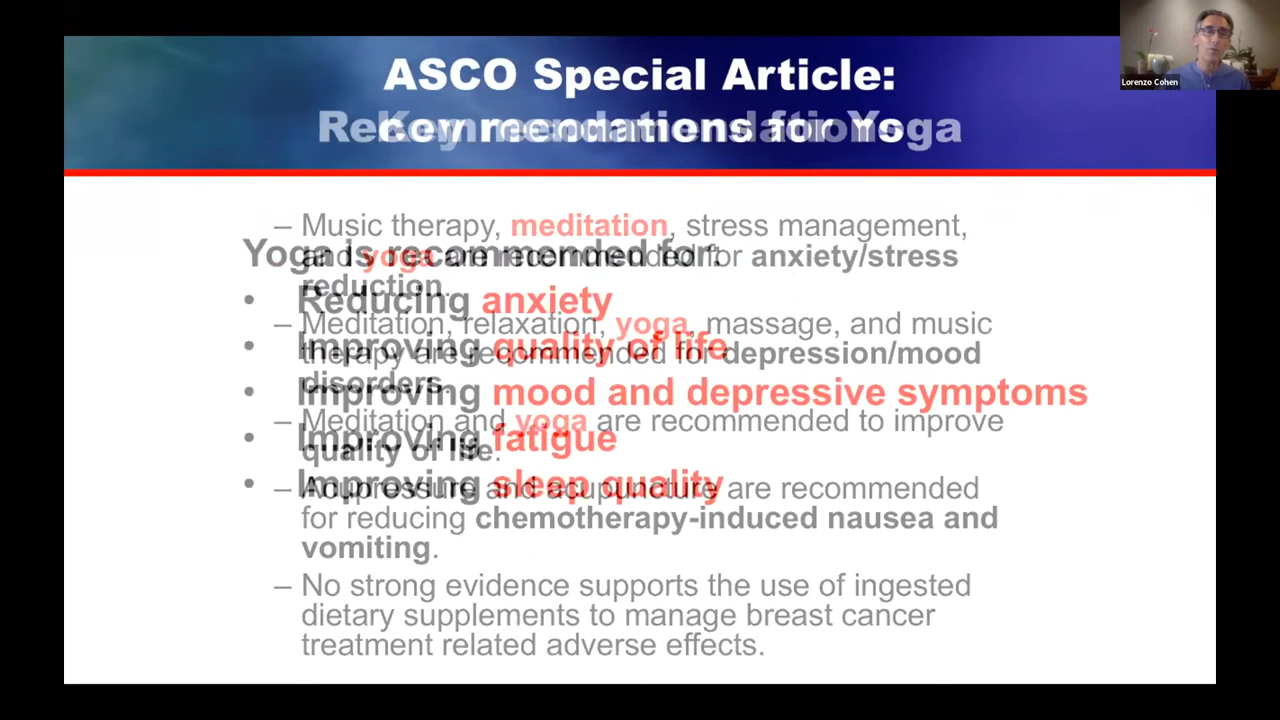 ASCO Special Article:
Recommendations for Yoga
Yoga is recommended for:
• Reducing anxiety
• Improving quality of life
• Improving mood and depressive symptoms
• Improving fatigue
• Improving sleep quality
– Music therapy, meditation, stress management,
and yoga are recommended for anxiety/stress
reduction.
– Meditation, relaxation, yoga, massage, and music
therapy are recommended for depression/mood
disorders.
– Meditation and yoga are recommended to improve
quality of life.
– Acupressure and acupuncture are recommended
for reducing chemotherapy-induced nausea and
vomiting.
– No strong evidence supports the use of ingested
dietary supplements to manage breast cancer
treatment related adverse effects.
Lorenzo Cohen